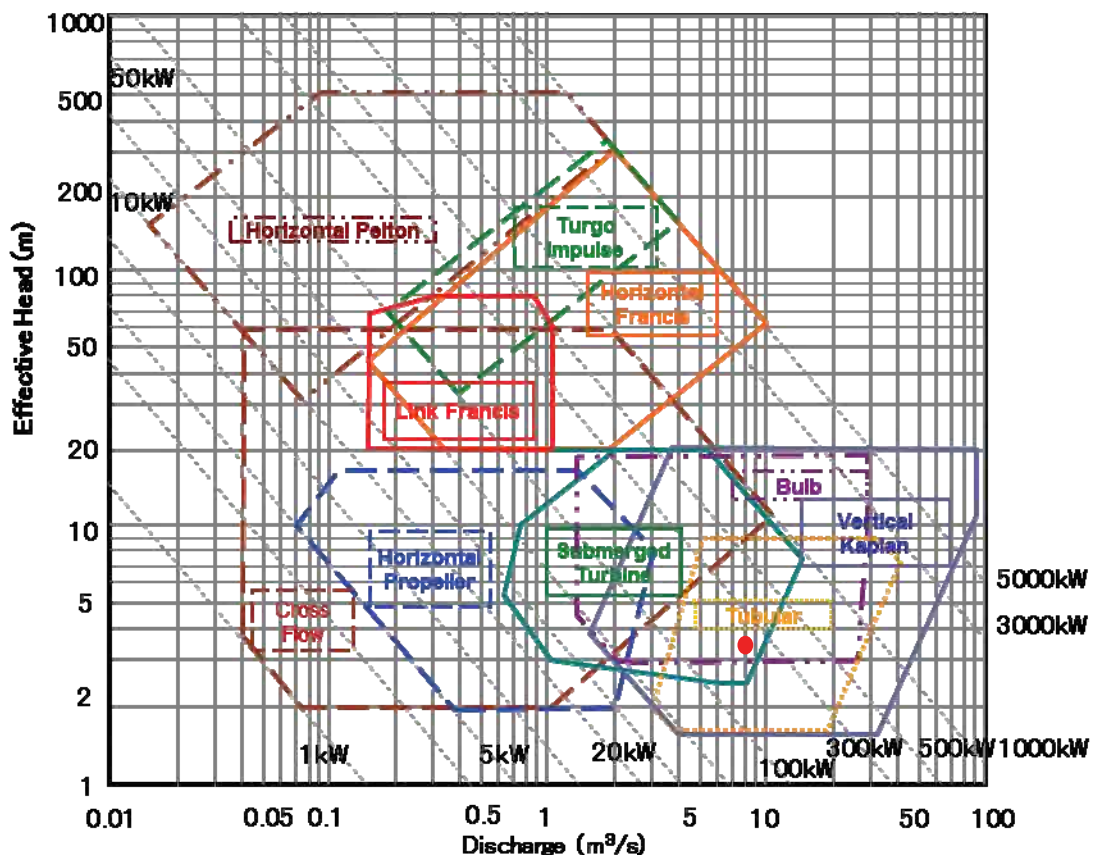 1000
50kW
500
200
10kW
Horizontal Pelton
Turgo
Impulse
100
Horizontal
Francis
50
Link Francis
20
Bulb
10
Vertical
Kaplan
Horizontal
Propeller
Submerged
Turbine
5
5000kW
Cross
Flow
Tubular
3000kW
2
1kW
5kW
20kW
100kW
300kW
500kW
1000kW
1
0.01
0.05
0.1
0.5
1
5
10
50
100
Effective Head (m)
Discharge (m³/s)